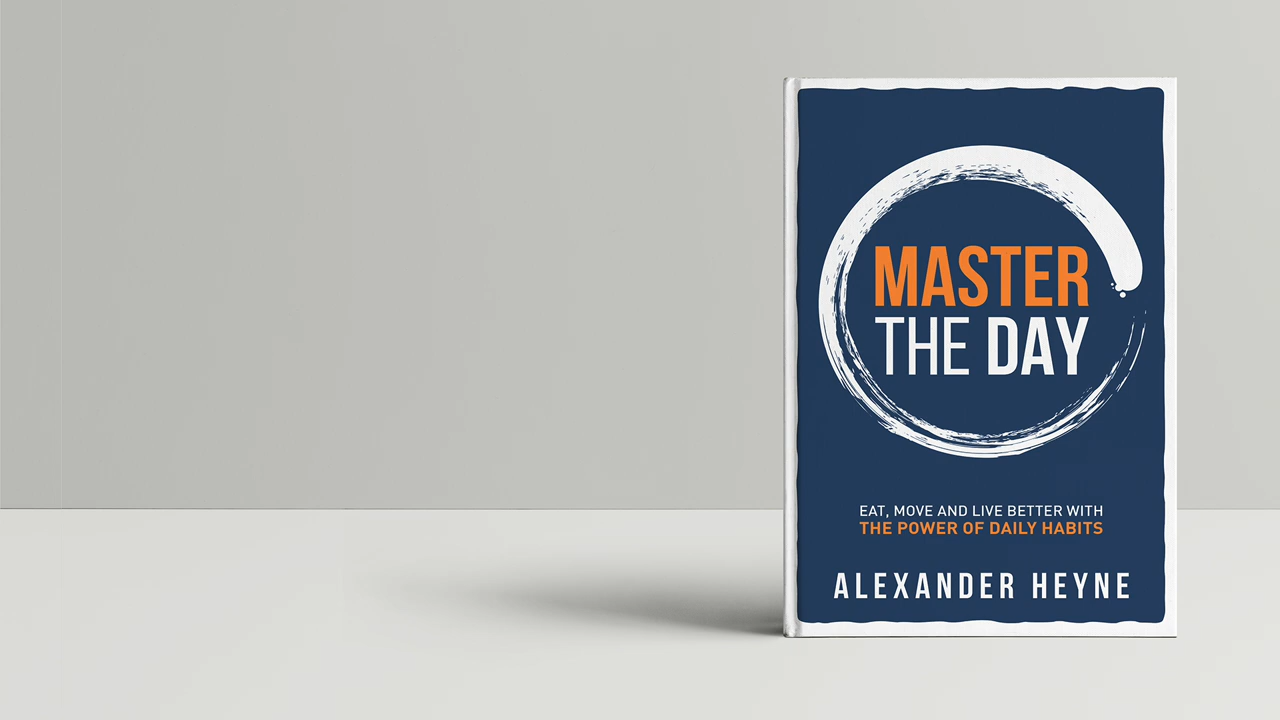 MASTER
THE DAY
EAT, MOVE AND LIVE BETTER WITH
THE POWER OF DAILY HABITS
ALEXANDER HEYNE